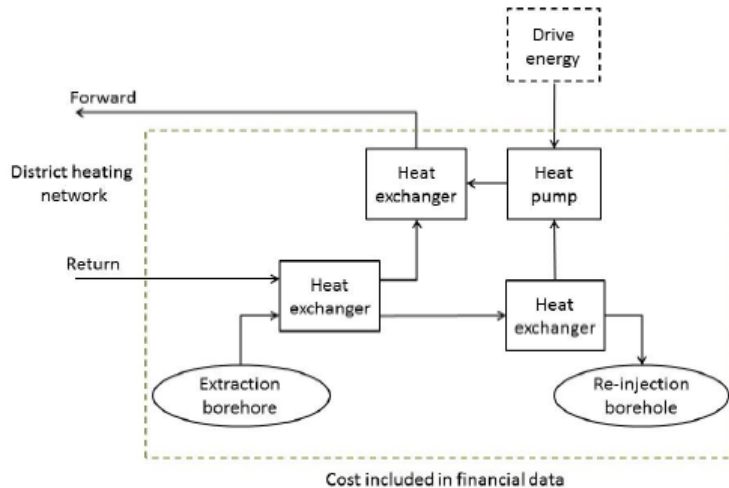 Drive
energy
Forward
District heating
network
Heat
exchanger
Heat
pump
Return
Heat
exchanger
Heat
exchanger
Extraction
borehore
Re-injection
borehole
Cost included in financial data